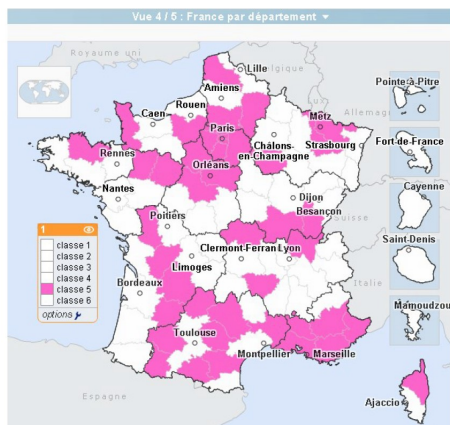 Vue 4 / 5 : France par département
Royaume uni
Belgique
Lille
Pointe-à-Pitre
Amiens
Allemagne
Rouen
Caen
Metz
Paris
Fort-de-France
Châlons-
en-Champagne
Strasbourg
Rennes
Orléans
Cayenne
Nantes
Dijon
Besançon
Suisse
Poitiers
1
Saint-Denis
classe 1
classe 2
classe 3
classe 4
classe 5
classe 6
options
Clermont-Ferran
Lyon
Limoges
Italie
Bordeaux
Mamoudzou
Toulouse
Montpellier
Marseille
Espagne
Ajaccio